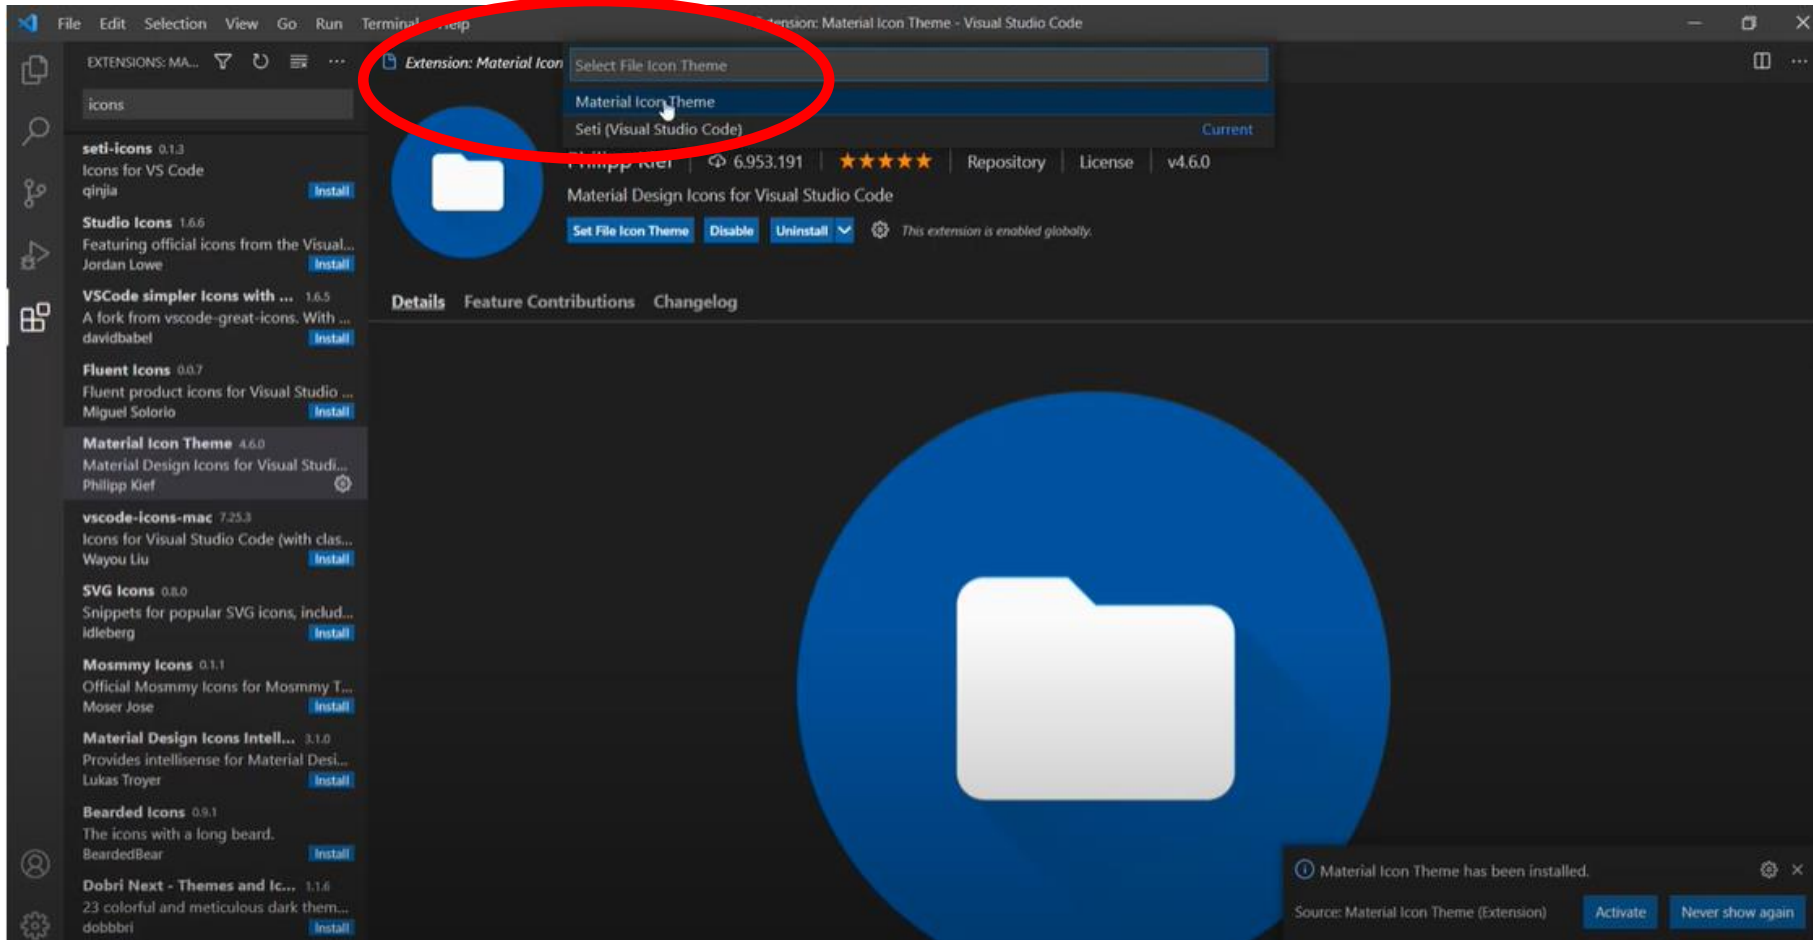 File Edit Selection View Go Run Terminal Help
Extension: Material Icon Theme - Visual Studio Code
EXTENSIONS: MA...
icons
seti-icons 0.1.3
Icons for VS Code
qinjia Install
Studio Icons 1.6.6
Featuring official icons from the Visual...
Jordan Lowe Install
VSCode simpler Icons with ... 1.6.5
A fork from vscode-great-icons. With ...
davidbabel Install
Fluent Icons 0.0.7
Fluent product icons for Visual Studio ...
Miguel Solorio Install
Material Icon Theme 4.6.0
Material Design Icons for Visual Studi...
Philipp Kief
vscode-icons-mac 7.25.3
Icons for Visual Studio Code (with clas...
Wayou Liu Install
SVG Icons 0.8.0
Snippets for popular SVG icons, includ...
idleberg Install
Mosmmy Icons 0.1.1
Official Mosmmy Icons for Mosmmy T...
Moser Jose Install
Material Design Icons Intell... 3.1.0
Provides intellisense for Material Desi...
Lukas Troyer Install
Bearded Icons 0.9.1
The icons with a long beard.
BeardedBear Install
Dobri Next - Themes and Ic... 1.1.6
23 colorful and meticulous dark them...
dobbbri Install
Extension: Material Icon
Select File Icon Theme
Material Icon Theme
Seti (Visual Studio Code) Current
Philipp Kief 6.953.191 Repository License v4.6.0
Material Design Icons for Visual Studio Code
Set File Icon Theme Disable Uninstall This extension is enabled globally.
Details Feature Contributions Changelog
Material Icon Theme has been installed.
Source: Material Icon Theme (Extension) Activate Never show again